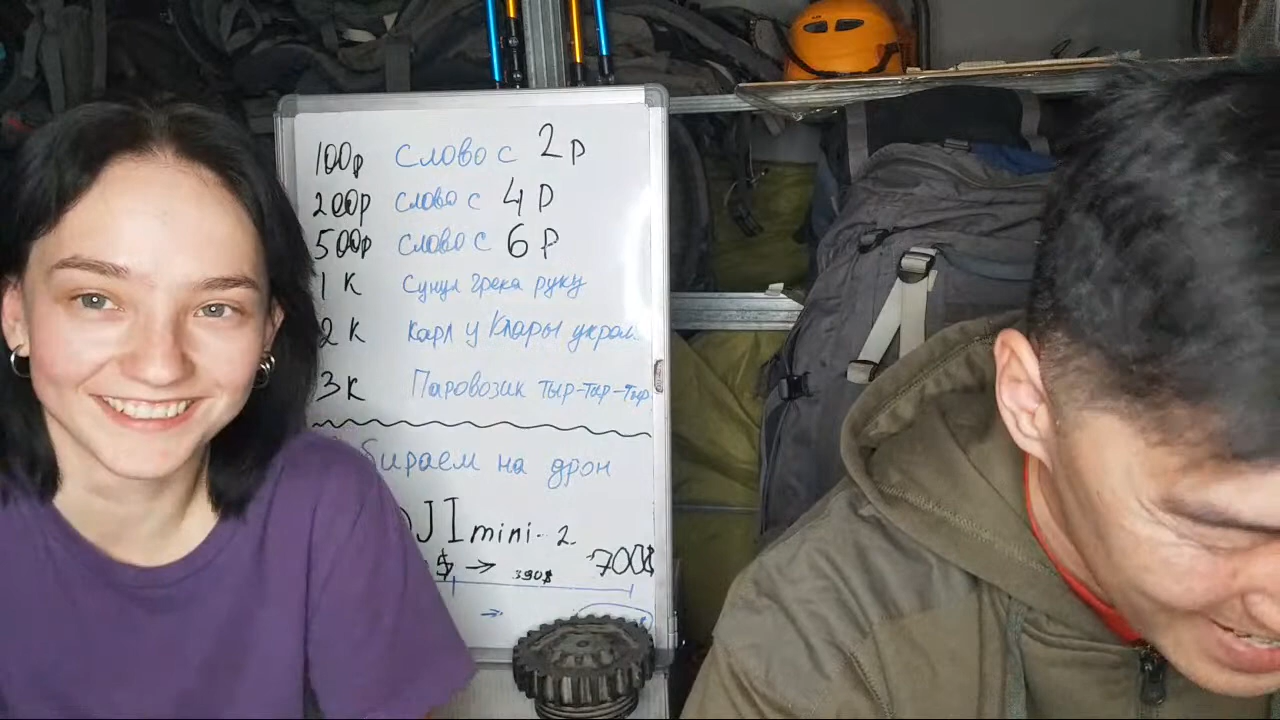 100р слово с 2 р
200р слово с 4 р
500р слово с 6 р
1 к сунул грека руку
2 к Карл у Клары украл
3 к Паровозик тыр-тыр-тыр
бираем на дрон
JI mini-2
$ → 390$ 700$
→